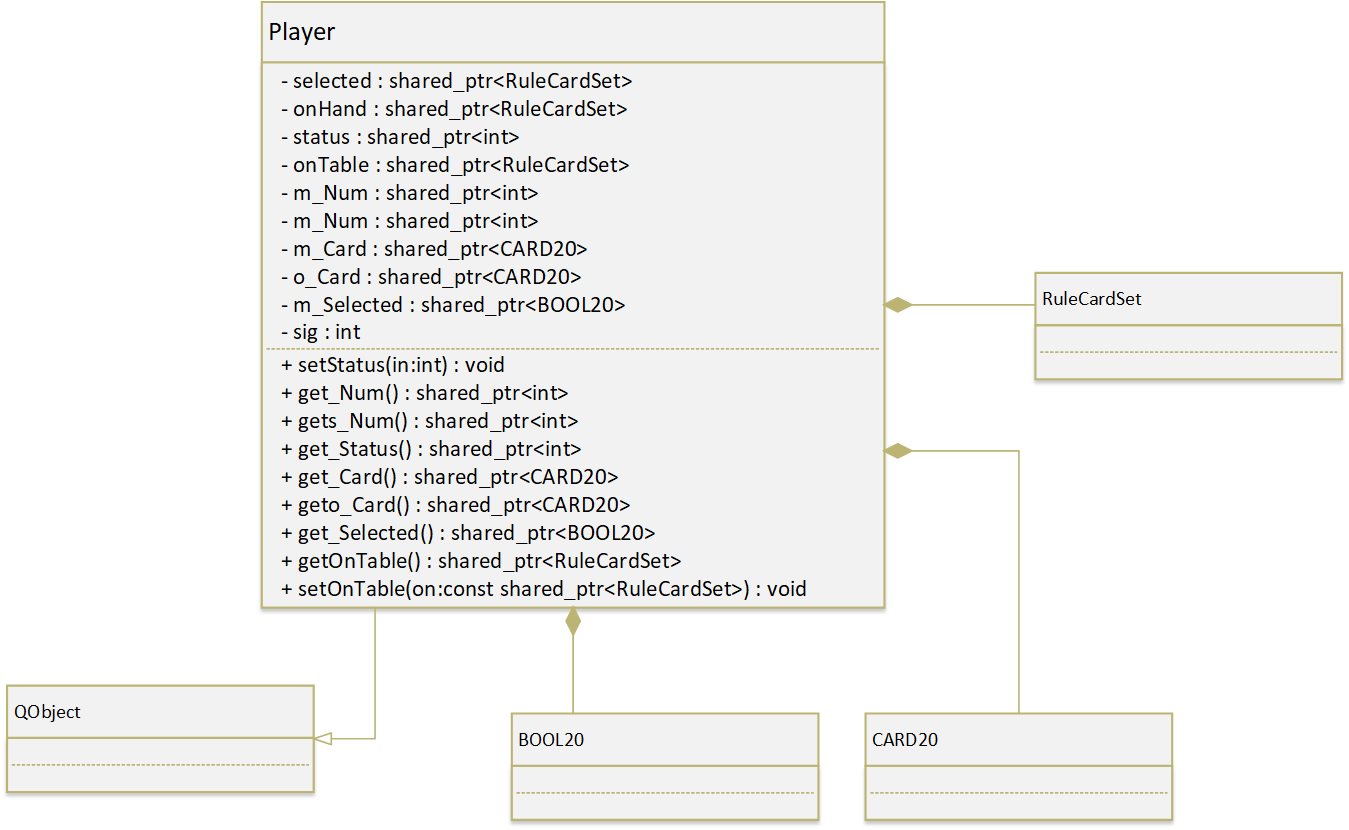 Player
- selected : shared_ptr<RuleCardSet>
- onHand : shared_ptr<RuleCardSet>
- status : shared_ptr<int>
- onTable : shared_ptr<RuleCardSet>
- m_Num : shared_ptr<int>
- m_Num : shared_ptr<int>
- m_Card : shared_ptr<CARD20>
- o_Card : shared_ptr<CARD20>
- m_Selected : shared_ptr<BOOL20>
- sig : int
+ setStatus(in:int) : void
+ get_Num() : shared_ptr<int>
+ gets_Num() : shared_ptr<int>
+ get_Status() : shared_ptr<int>
+ get_Card() : shared_ptr<CARD20>
+ geto_Card() : shared_ptr<CARD20>
+ get_Selected() : shared_ptr<BOOL20>
+ getOnTable() : shared_ptr<RuleCardSet>
+ setOnTable(on:const shared_ptr<RuleCardSet>) : void
RuleCardSet
QObject
BOOL20
CARD20